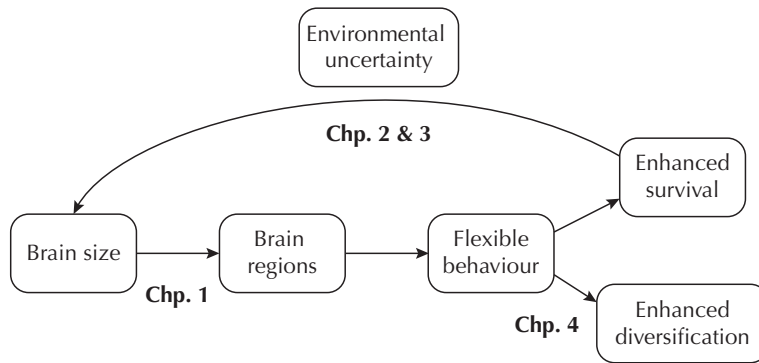 Environmental
uncertainty
Chp. 2 & 3
Enhanced
survival
Brain size
Chp. 1
Brain
regions
Flexible
behaviour
Chp. 4
Enhanced
diversification